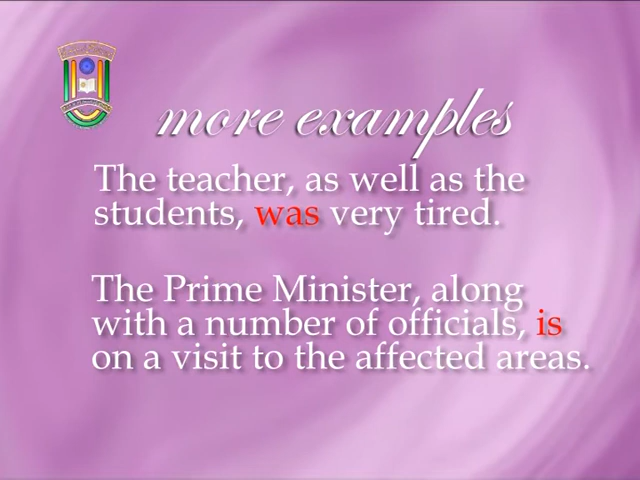 more examples
The teacher, as well as the
students, was very tired.
The Prime Minister, along
with a number of officials, is
on a visit to the affected areas.